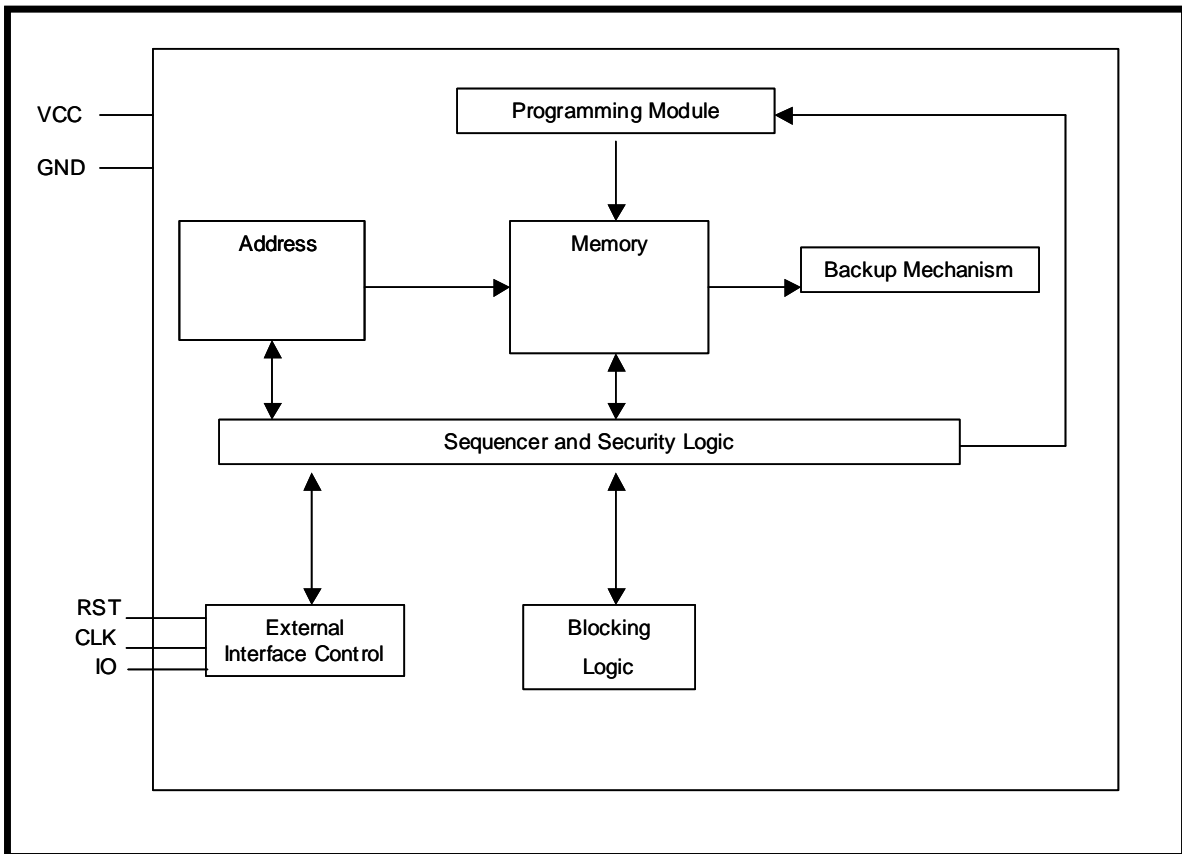 VCC
Programming Module
GND
Address
Memory
Backup Mechanism
Sequencer and Security Logic
RST
CLK
IO
External
Interface Control
Blocking
Logic